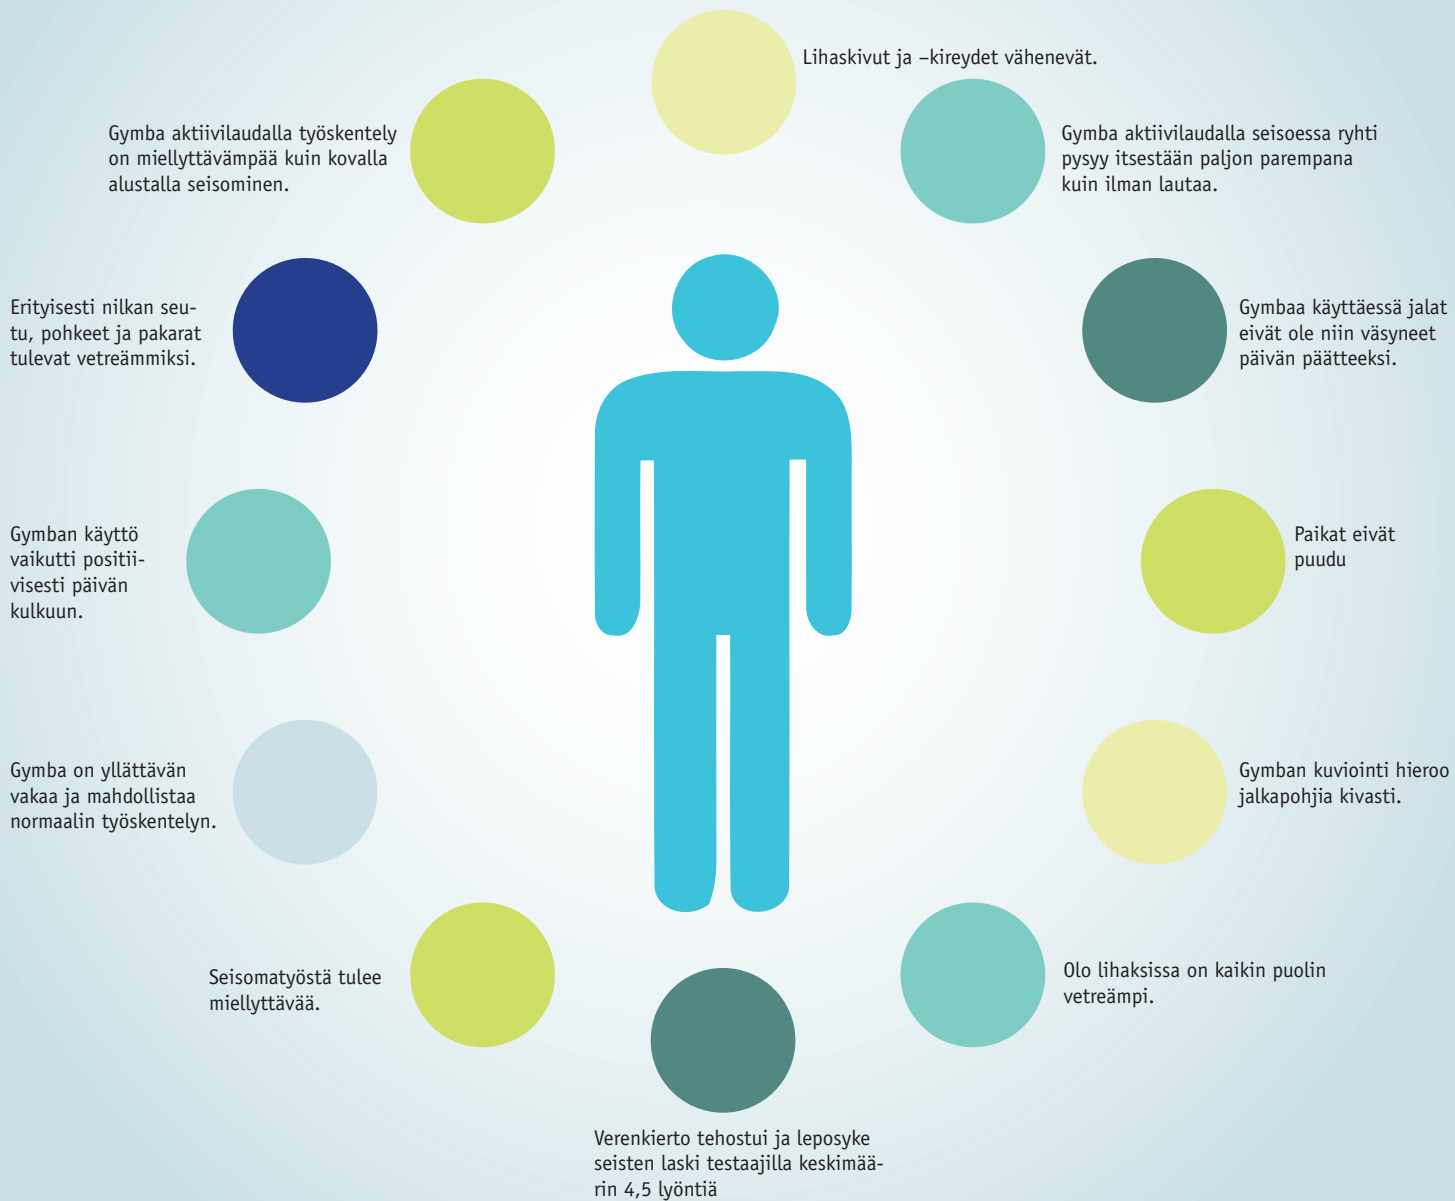 Lihaskivut ja –kireydet vähenevät.
Gymba aktiivilaudalla työskentely
on miellyttävämpää kuin kovalla
alustalla seisominen.
Gymba aktiivilaudalla seisoessa ryhti
pysyy itsestään paljon parempana
kuin ilman lautaa.
Erityisesti nilkan seu-
tu, pohkeet ja pakarat
tulevat vetreämmiksi.
Gymbaa käyttäessä jalat
eivät ole niin väsyneet
päivän päätteeksi.
Gymban käyttö
vaikutti positii-
visesti päivän
kulkuun.
Paikat eivät
puudu
Gymba on yllättävän
vakaa ja mahdollistaa
normaalin työskentelyn.
Gymban kuviointi hieroo
jalkapohjia kivasti.
Seisomatyöstä tulee
miellyttävää.
Olo lihaksissa on kaikin puolin
vetreämpi.
Verenkierto tehostui ja leposyke
seisten laski testaajilla keskimää-
rin 4,5 lyöntiä